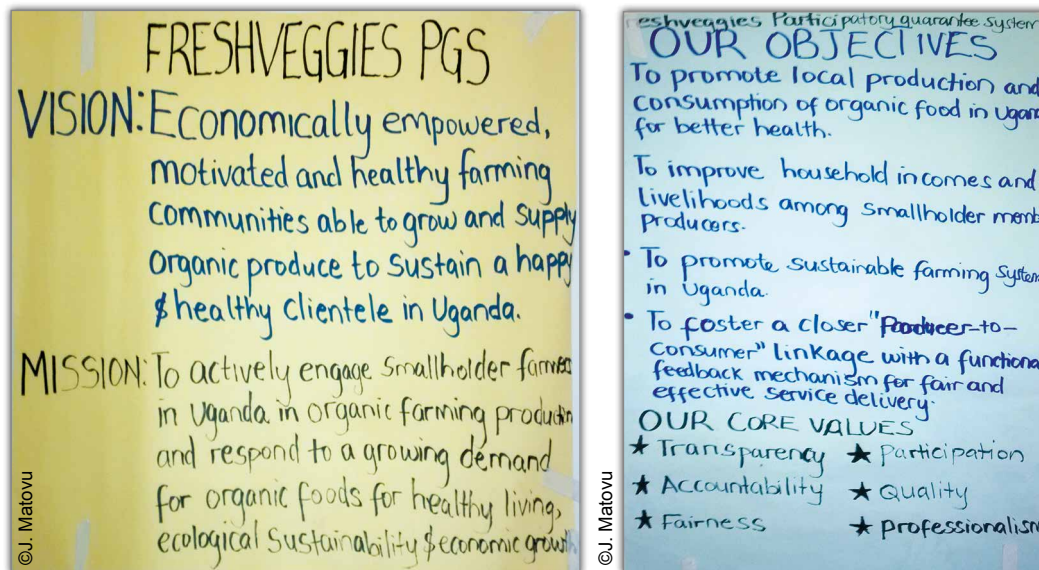 FRESHVEGGIES PGS
VISION: Economically empowered,
motivated and healthy farming
communities able to grow and supply
organic produce to sustain a happy
$ healthy clientele in Uganda.
MISSION: To actively engage smallholder farmers
in Uganda in organic farming production
and respond to a growing demand
for organic foods for healthy living,
ecological Sustainability $ economic growth
©J. Matovu
eshveggies Participatory guarantee system
OUR OBJECTIVES
To promote local production and
consumption of organic food in Ugan
for better health.
To improve household incomes and
Livelihoods among smallholder memb
producers.
• To promote sustainable farming system
in Uganda.
• To foster a closer "Producer-to-
Consumer" linkage with a functiona
feedback mechanism for fair and
effective service delivery.
OUR CORE VALUES
★ Transparency ★ Participation
★ Accountability ★ Quality
★ Fairness ★ professionalism
©J. Matovu